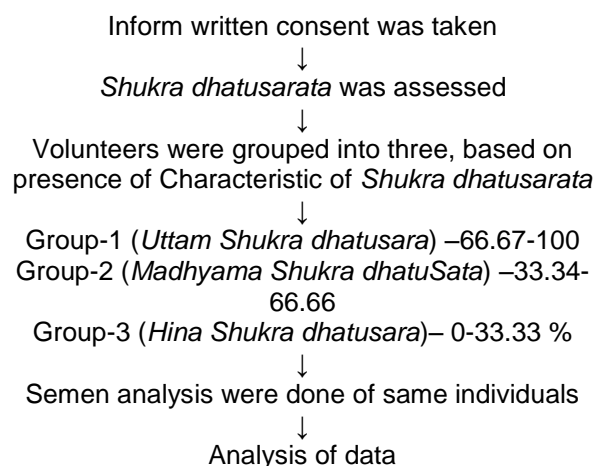 Inform written consent was taken
↓
Shukra dhatusarata was assessed
↓
Volunteers were grouped into three, based on
presence of Characteristic of Shukra dhatusarata
↓
Group-1 (Uttam Shukra dhatusara) –66.67-100
Group-2 (Madhyama Shukra dhatuSata) –33.34-
66.66
Group-3 (Hina Shukra dhatusara)– 0-33.33 %
↓
Semen analysis were done of same individuals
↓
Analysis of data